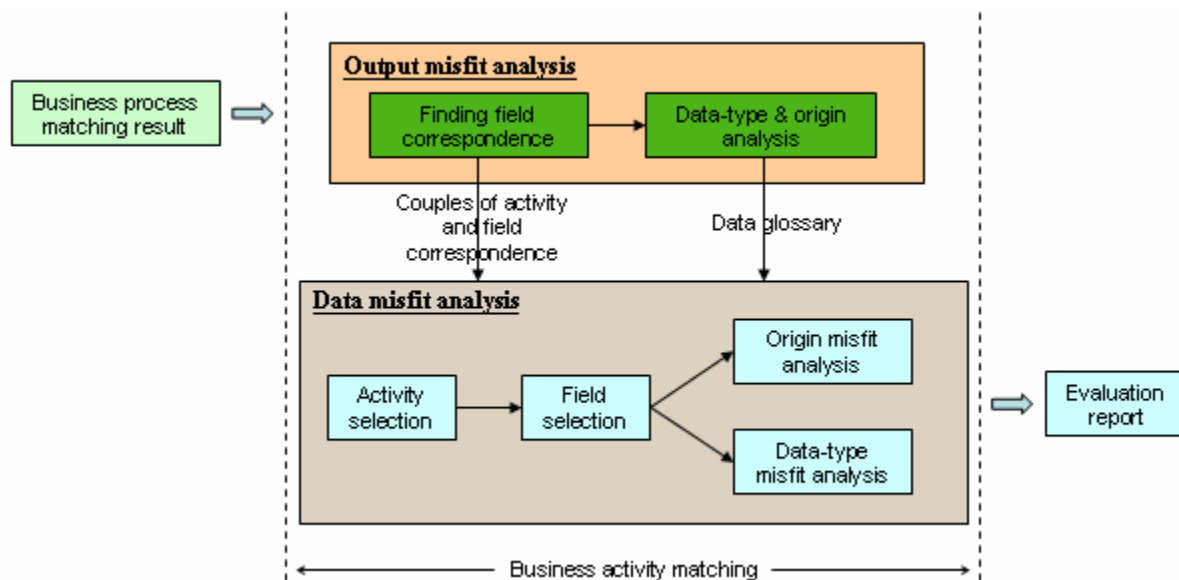 Output misfit analysis
Business process
matching result
Finding field
correspondence
Data-type & origin
analysis
Couples of activity
and field
correspondence
Data glossary
Data misfit analysis
Activity
selection
Field
selection
Origin misfit
analysis
Data-type
misfit analysis
Evaluation
report
Business activity matching